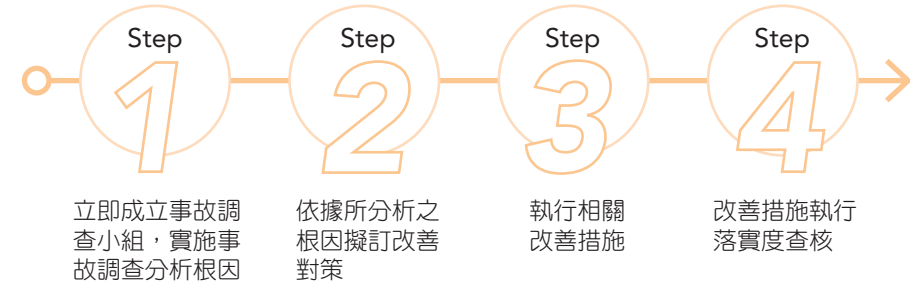 Step
1
立即成立事故調
查小組，實施事
故調查分析根因
Step
2
依據所分析之
根因擬訂改善
對策
Step
3
執行相關
改善措施
Step
4
改善措施執行
落實度查核